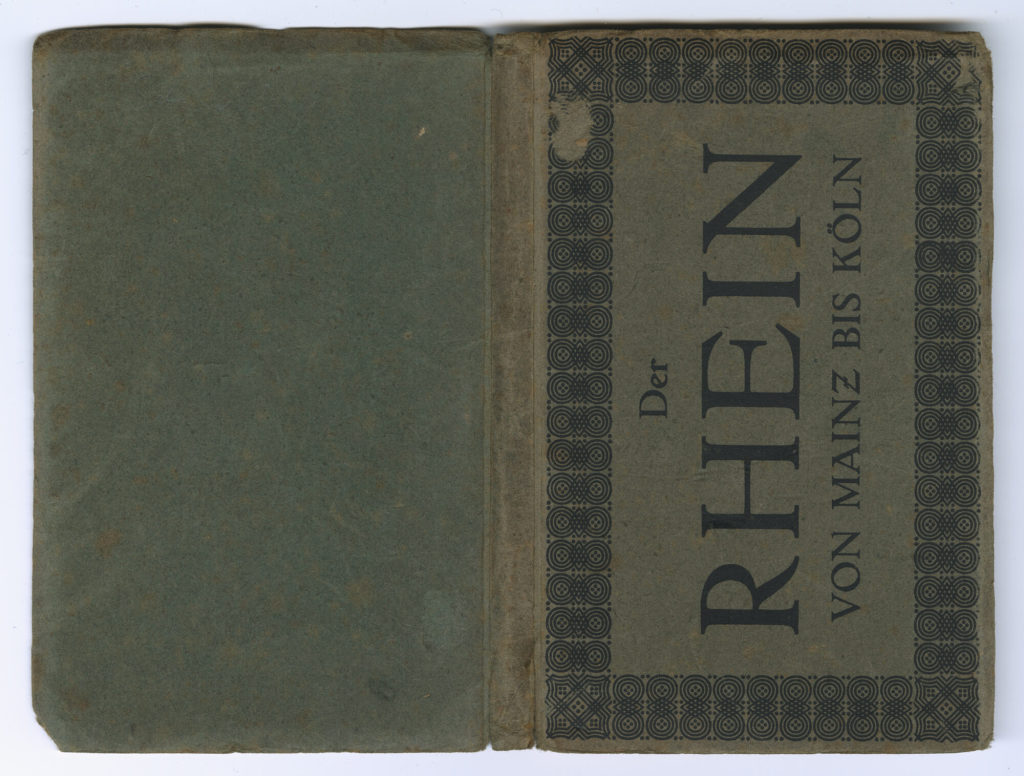 Der
RHEIN
VON MAINZ BIS KÖLN